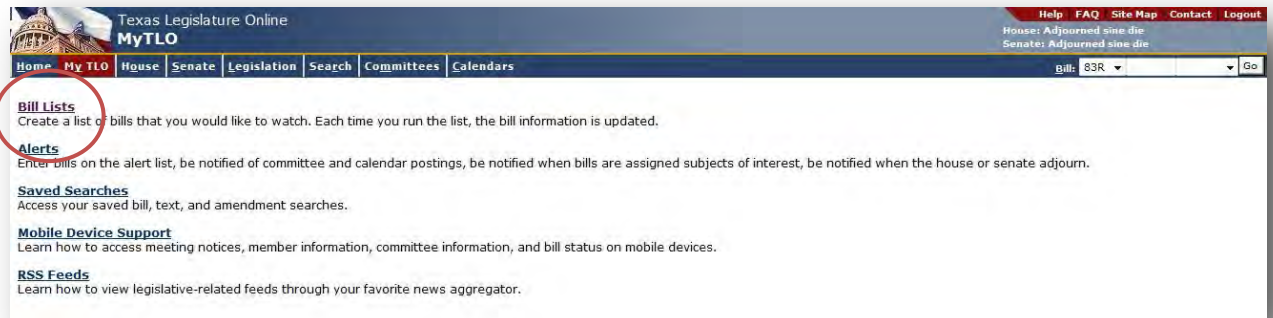 Texas Legislature Online
MyTLO
Help FAQ Site Map Contact Logout
House: Adjourned sine die
Senate: Adjourned sine die
Home My TLO House Senate Legislation Search Committees Calendars
Bill: 83R Go
Bill Lists
Create a list of bills that you would like to watch. Each time you run the list, the bill information is updated.
Alerts
Enter bills on the alert list, be notified of committee and calendar postings, be notified when bills are assigned subjects of interest, be notified when the house or senate adjourn.
Saved Searches
Access your saved bill, text, and amendment searches.
Mobile Device Support
Learn how to access meeting notices, member information, committee information, and bill status on mobile devices.
RSS Feeds
Learn how to view legislative-related feeds through your favorite news aggregator.